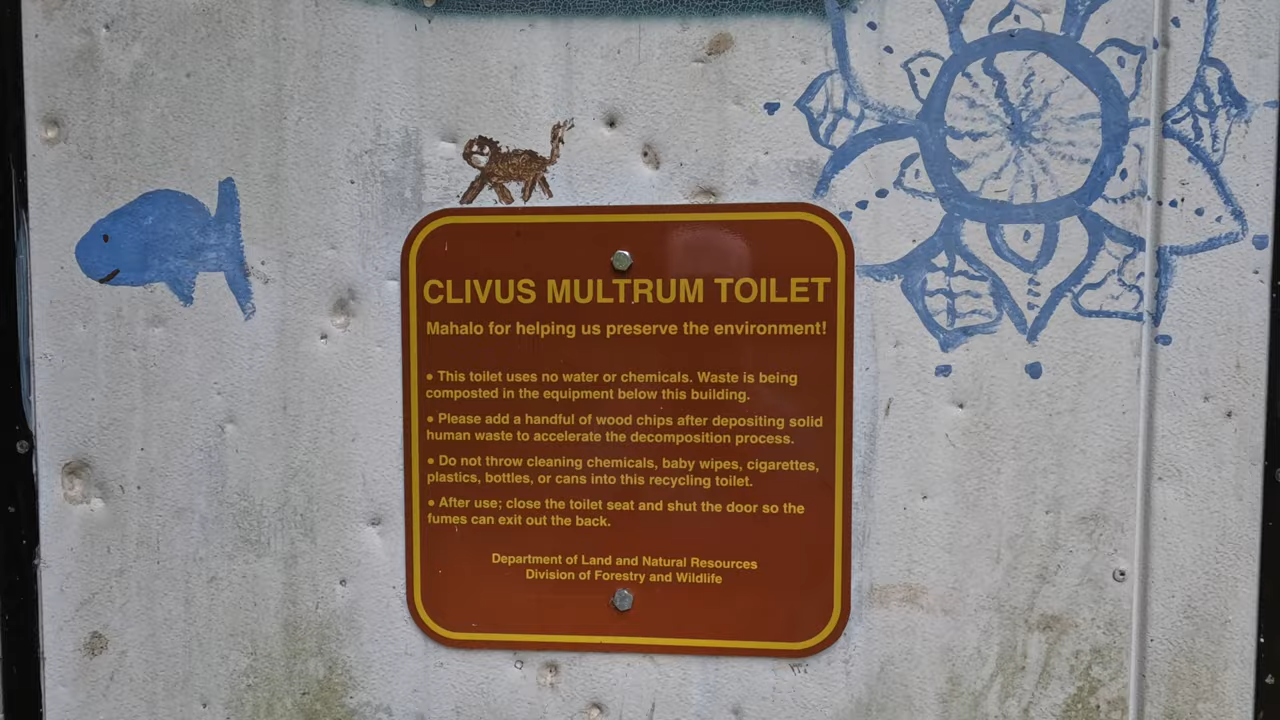 CLIVUS MULTRUM TOILET
Mahalo for helping us preserve the environment!
• This toilet uses no water or chemicals. Waste is being
composted in the equipment below this building.
• Please add a handful of wood chips after depositing solid
human waste to accelerate the decomposition process.
• Do not throw cleaning chemicals, baby wipes, cigarettes,
plastics, bottles, or cans into this recycling toilet.
• After use; close the toilet seat and shut the door so the
fumes can exit out the back.
Department of Land and Natural Resources
Division of Forestry and Wildlife